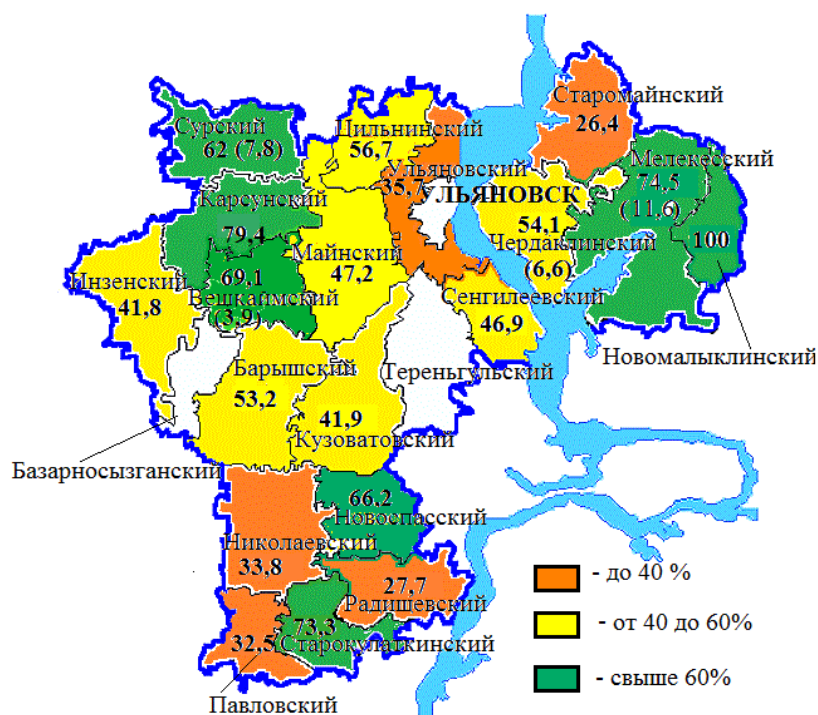 Старомайнский
26,4
Сурский
62 (7,8)
Цильнинский
56,7
Ульяновский
35,7
УЛЬЯНОВСК
Мелекесский
74,5
(11,6)
Карсунский
79,4
54,1
Чердаклинский
(6,6)
100
Майнский
47,2
69,1
Вешкаймский
(3,9)
Инзенский
41,8
Сенгилеевский
46,9
Новомалыклинский
Тереньгульский
Барышский
53,2
41,9
Кузоватовский
Базарносызганский
66,2
Новоспасский
Николаевский
33,8
27,7
Радищевский
73,3
Старокулаткинский
32,5
Павловский
- до 40 %
- от 40 до 60%
- свыше 60%